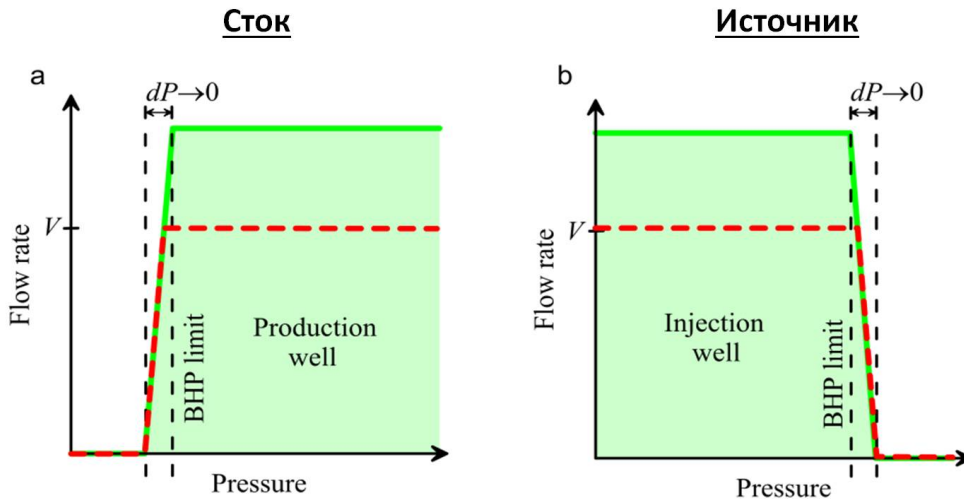 Сток
a
dP→0
V
Flow rate
BHP limit
Production
well
Pressure
Источник
b
dP→0
V
Flow rate
Injection
well
BHP limit
Pressure